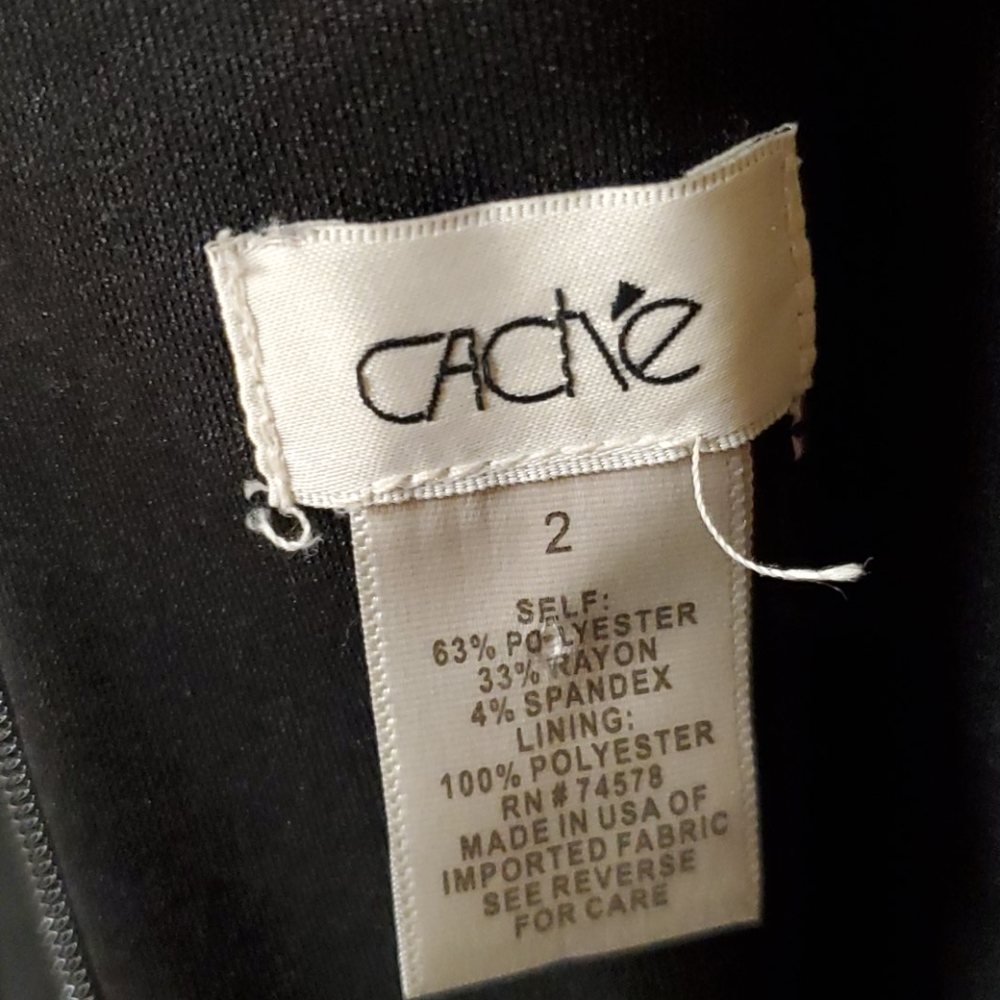 CACHÉ
2
SELF:
63% POLYESTER
33% RAYON
4% SPANDEX
LINING:
100% POLYESTER
RN # 74578
MADE IN USA OF
IMPORTED FABRIC
SEE REVERSE
FOR CARE